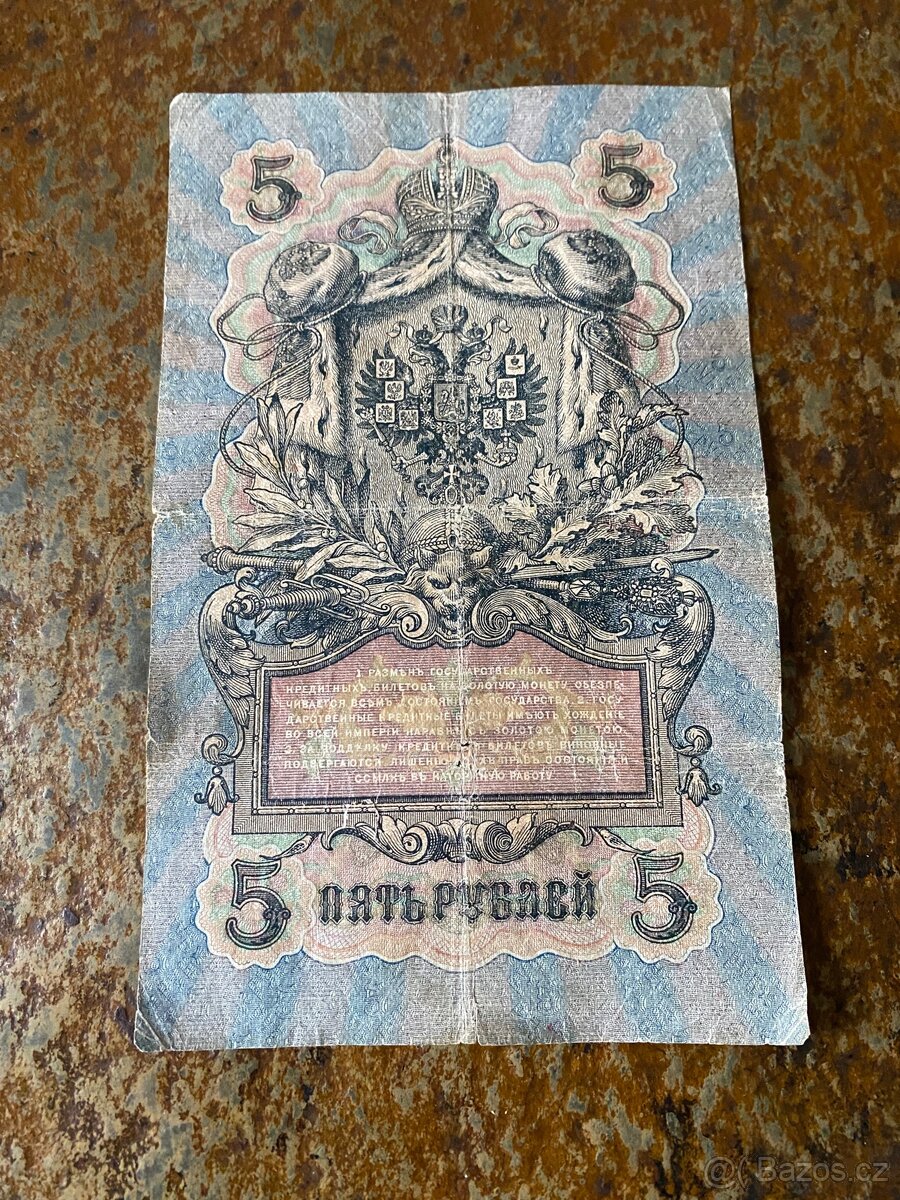 5 5
1. РАЗМѢНЪ ГОСУДАРСТВЕННЫХЪ
КРЕДИТНЫХЪ БИЛЕТОВЪ НА ЗОЛОТУЮ МОНЕТУ ОБЕЗПЕ-
ЧИВАЕТСЯ ВСѢМЪ ДОСТОЯНІЕМЪ ГОСУДАРСТВА. 2. ГОСУ
ДАРСТВЕННЫЕ КРЕДИТНЫЕ БИЛЕТЫ ИМѢЮТЪ ХОЖДЕНІЕ
ВО ВСЕЙ ИМПЕРІИ НАРАВНѢ СЪ ЗОЛОТОЮ МОНЕТОЮ.
3. ЗА ПОДДѢЛКУ КРЕДИТНЫХЪ БИЛЕТОВЪ ВИНОВНЫЕ
ПОДВЕРГАЮТСЯ ЛИШЕНІЮ ВСѢХЪ ПРАВЪ СОСТОЯНІЯ И
ССЫЛКѢ ВЪ КАТОРЖНУЮ РАБОТУ.
5 ПЯТЬ РУБЛЕЙ 5
Bazos.cz